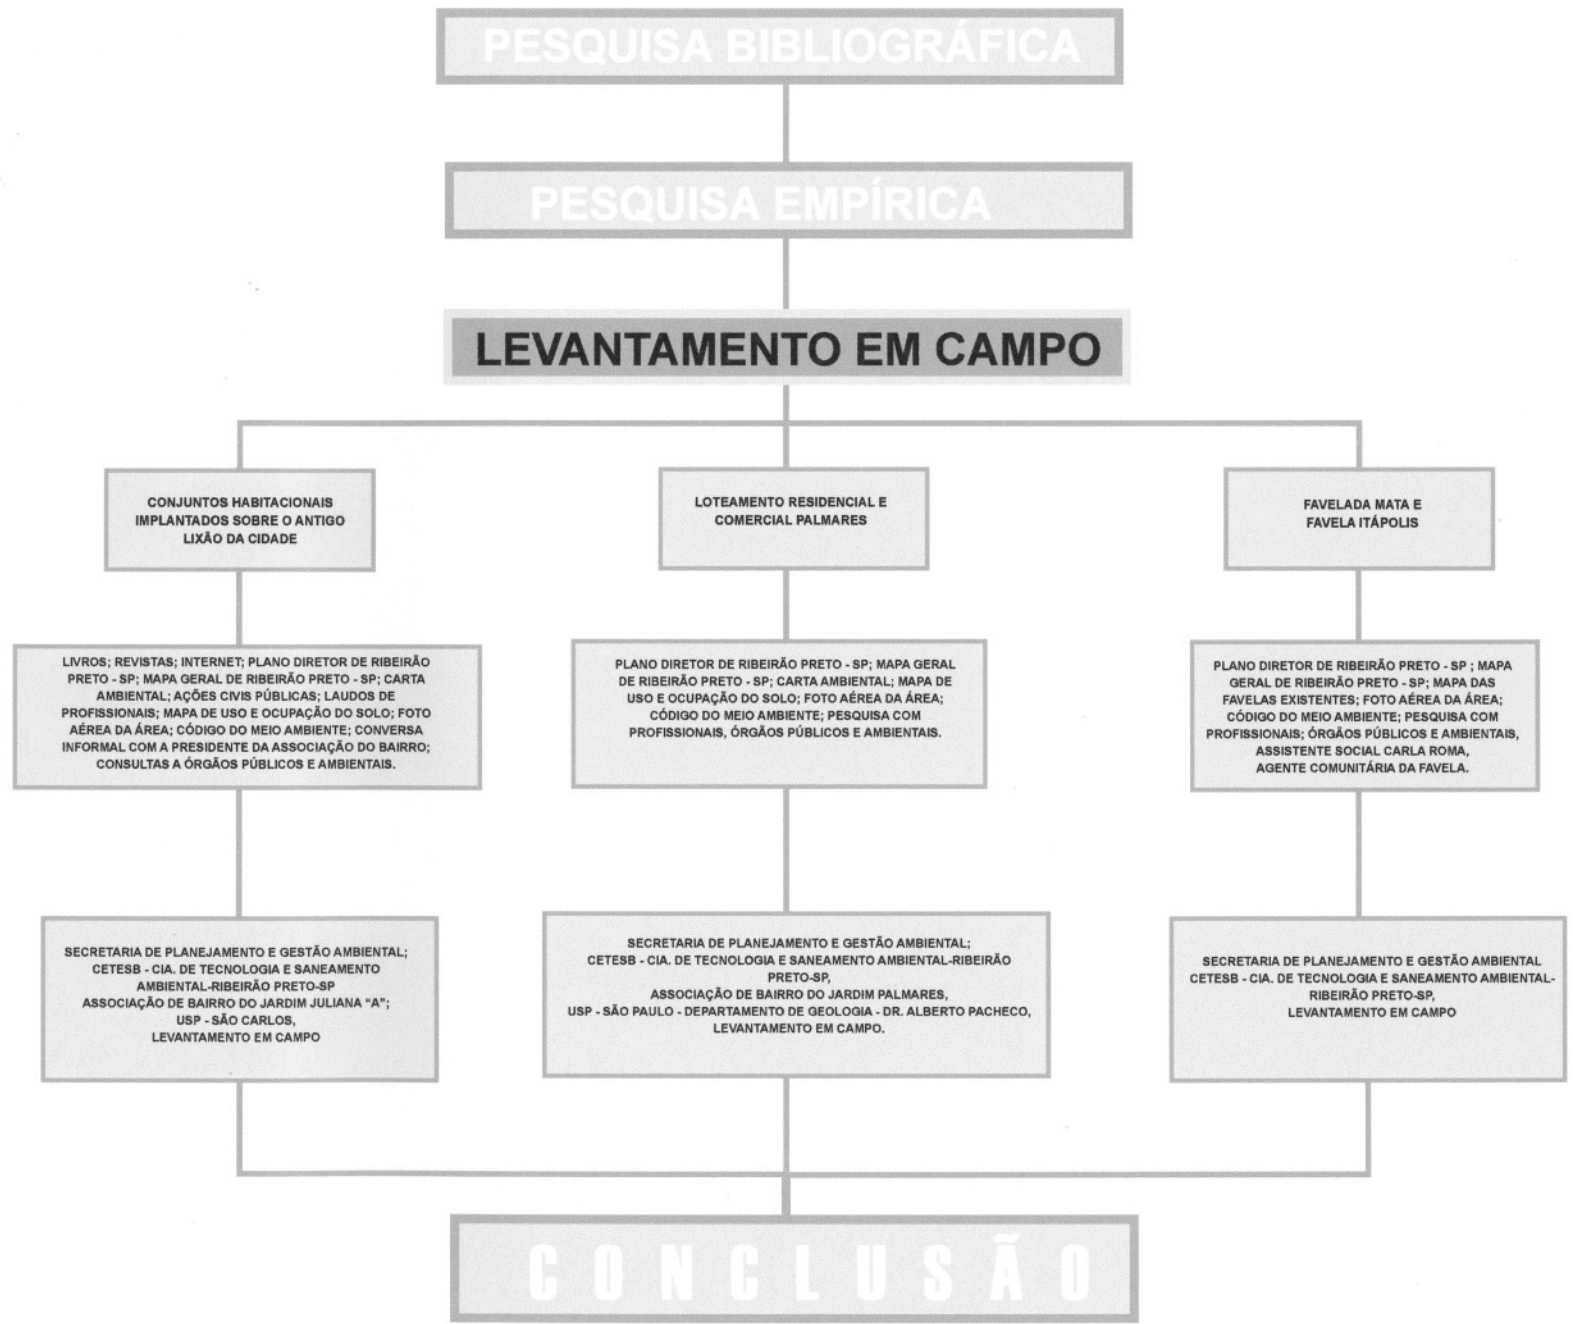 PESQUISA BIBLIOGRÁFICA
PESQUISA EMPÍRICA
LEVANTAMENTO EM CAMPO
CONJUNTOS HABITACIONAIS
IMPLANTADOS SOBRE O ANTIGO
LIXÃO DA CIDADE
LOTEAMENTO RESIDENCIAL E
COMERCIAL PALMARES
FAVELADA MATA E
FAVELA ITÁPOLIS
LIVROS; REVISTAS; INTERNET; PLANO DIRETOR DE RIBEIRÃO
PRETO - SP; MAPA GERAL DE RIBEIRÃO PRETO - SP; CARTA
AMBIENTAL; AÇÕES CIVIS PÚBLICAS; LAUDOS DE
PROFISSIONAIS; MAPA DE USO E OCUPAÇÃO DO SOLO; FOTO
AÉREA DA ÁREA; CÓDIGO DO MEIO AMBIENTE; CONVERSA
INFORMAL COM A PRESIDENTE DA ASSOCIAÇÃO DO BAIRRO;
CONSULTAS A ÓRGÃOS PÚBLICOS E AMBIENTAIS.
PLANO DIRETOR DE RIBEIRÃO PRETO - SP; MAPA GERAL
DE RIBEIRÃO PRETO - SP; CARTA AMBIENTAL; MAPA DE
USO E OCUPAÇÃO DO SOLO; FOTO AÉREA DA ÁREA;
CÓDIGO DO MEIO AMBIENTE; PESQUISA COM
PROFISSIONAIS, ÓRGÃOS PÚBLICOS E AMBIENTAIS.
PLANO DIRETOR DE RIBEIRÃO PRETO - SP ; MAPA
GERAL DE RIBEIRÃO PRETO - SP; MAPA DAS
FAVELAS EXISTENTES; FOTO AÉREA DA ÁREA;
CÓDIGO DO MEIO AMBIENTE; PESQUISA COM
PROFISSIONAIS; ÓRGÃOS PÚBLICOS E AMBIENTAIS,
ASSISTENTE SOCIAL CARLA ROMA,
AGENTE COMUNITÁRIA DA FAVELA.
SECRETARIA DE PLANEJAMENTO E GESTÃO AMBIENTAL;
CETESB - CIA. DE TECNOLOGIA E SANEAMENTO
AMBIENTAL-RIBEIRÃO PRETO-SP
ASSOCIAÇÃO DE BAIRRO DO JARDIM JULIANA “A”;
USP - SÃO CARLOS,
LEVANTAMENTO EM CAMPO
SECRETARIA DE PLANEJAMENTO E GESTÃO AMBIENTAL;
CETESB - CIA. DE TECNOLOGIA E SANEAMENTO AMBIENTAL-RIBEIRÃO
PRETO-SP,
ASSOCIAÇÃO DE BAIRRO DO JARDIM PALMARES,
USP - SÃO PAULO - DEPARTAMENTO DE GEOLOGIA - DR. ALBERTO PACHECO,
LEVANTAMENTO EM CAMPO.
SECRETARIA DE PLANEJAMENTO E GESTÃO AMBIENTAL
CETESB - CIA. DE TECNOLOGIA E SANEAMENTO AMBIENTAL-
RIBEIRÃO PRETO-SP,
LEVANTAMENTO EM CAMPO
CONCLUSÃO